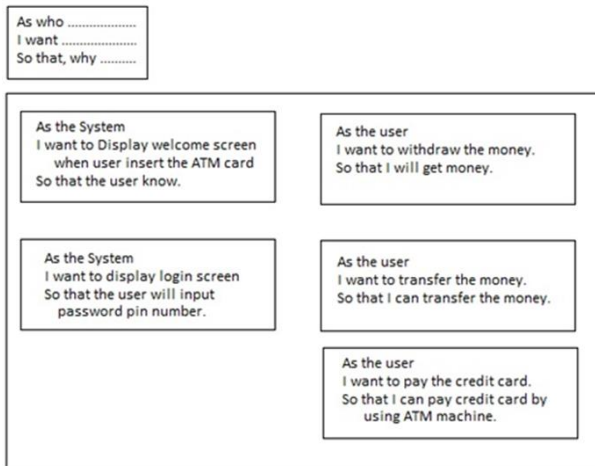 As who ....................
I want ......................
So that, why ..........
As the System
I want to Display welcome screen
when user insert the ATM card
So that the user know.
As the user
I want to withdraw the money.
So that I will get money.
As the System
I want to display login screen
So that the user will input
password pin number.
As the user
I want to transfer the money.
So that I can transfer the money.
As the user
I want to pay the credit card.
So that I can pay credit card by
using ATM machine.